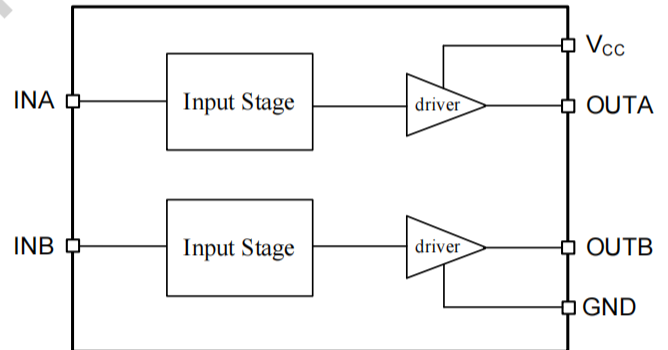 VCC
INA Input Stage driver OUTA
INB Input Stage driver OUTB
GND